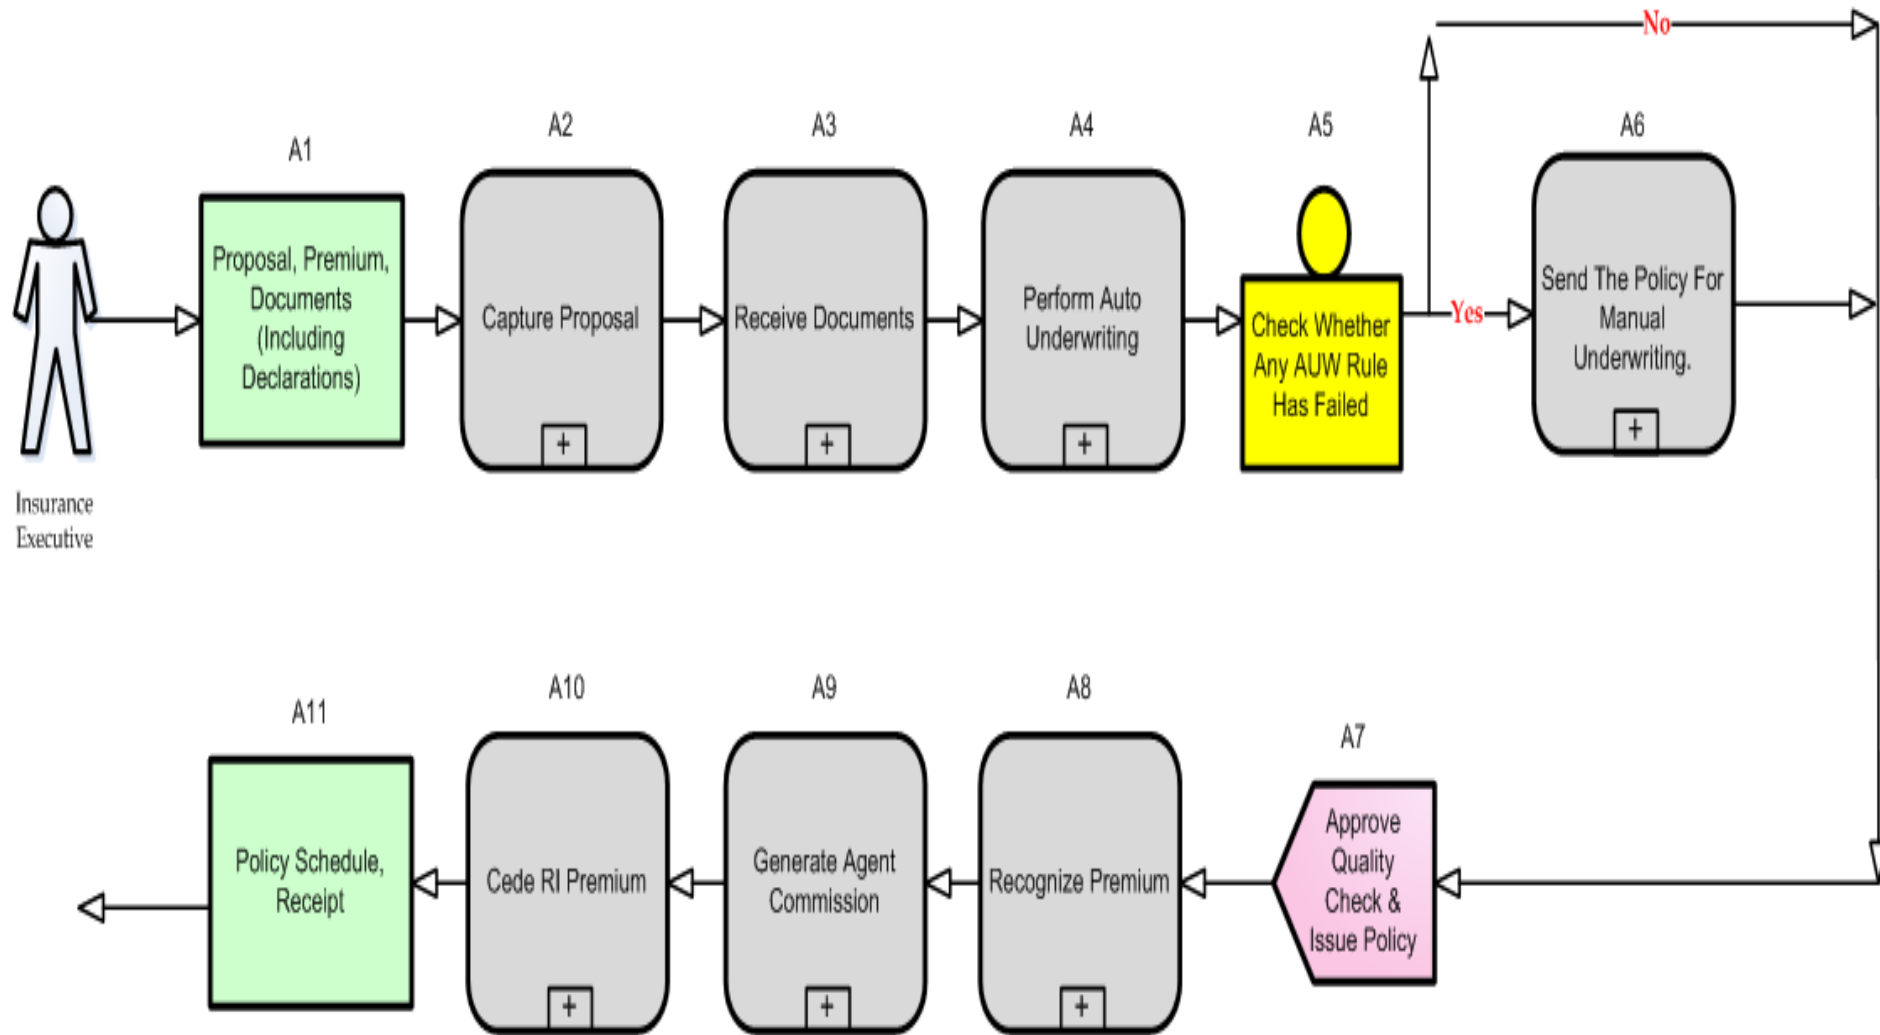 No
A1
A2
A3
A4
A5
A6
Insurance
Executive
Proposal, Premium,
Documents
(Including
Declarations)
Capture Proposal
+
Receive Documents
+
Perform Auto
Underwriting
+
Check Whether
Any AUW Rule
Has Failed
Yes
Send The Policy For
Manual
Underwriting.
+
A7
Approve
Quality
Check &
Issue Policy
A8
Recognize Premium
+
A9
Generate Agent
Commission
+
A10
Cede RI Premium
+
A11
Policy Schedule,
Receipt